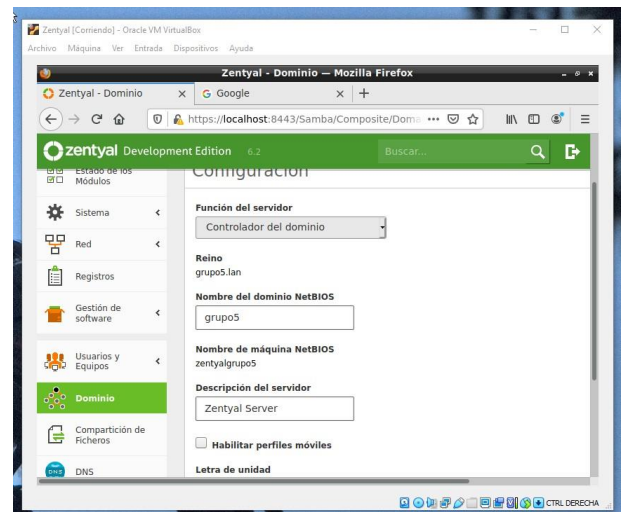 Zentyal [Corriendo] - Oracle VM VirtualBox
Archivo Máquina Ver Entrada Dispositivos Ayuda
Zentyal - Dominio — Mozilla Firefox
Zentyal - Dominio
Google
https://localhost:8443/Samba/Composite/Doma
zentyal Development Edition 6.2
Buscar...
Estado de los
Módulos
Sistema
Red
Registros
Gestión de
software
Usuarios y
Equipos
Dominio
Compartición de
Ficheros
DNS
DNS
Configuración
Función del servidor
Controlador del dominio
Reino
grupo5.lan
Nombre del dominio NetBIOS
grupo5
Nombre de máquina NetBIOS
zentyalgrupo5
Descripción del servidor
Zentyal Server
Habilitar perfiles móviles
Letra de unidad
CTRL DERECHA